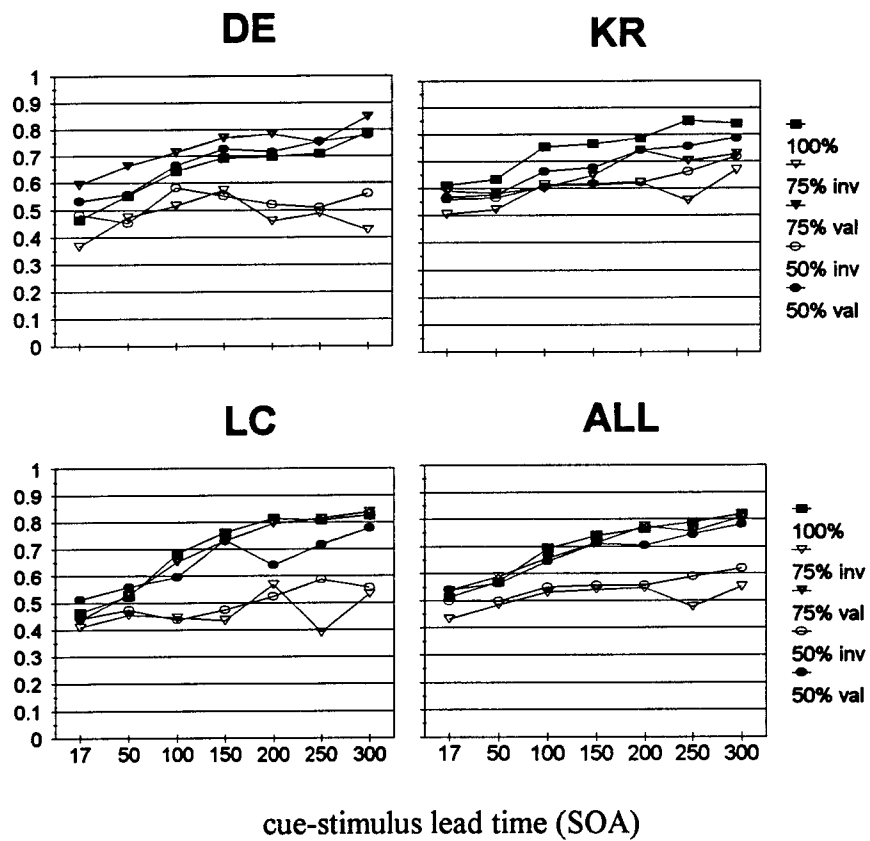 DE
KR
1
0.9
0.8
0.7
0.6
0.5
0.4
0.3
0.2
0.1
0
100%
75% inv
75% val
50% inv
50% val
LC
ALL
1
0.9
0.8
0.7
0.6
0.5
0.4
0.3
0.2
0.1
0
17 50 100 150 200 250 300
17 50 100 150 200 250 300
100%
75% inv
75% val
50% inv
50% val
cue-stimulus lead time (SOA)